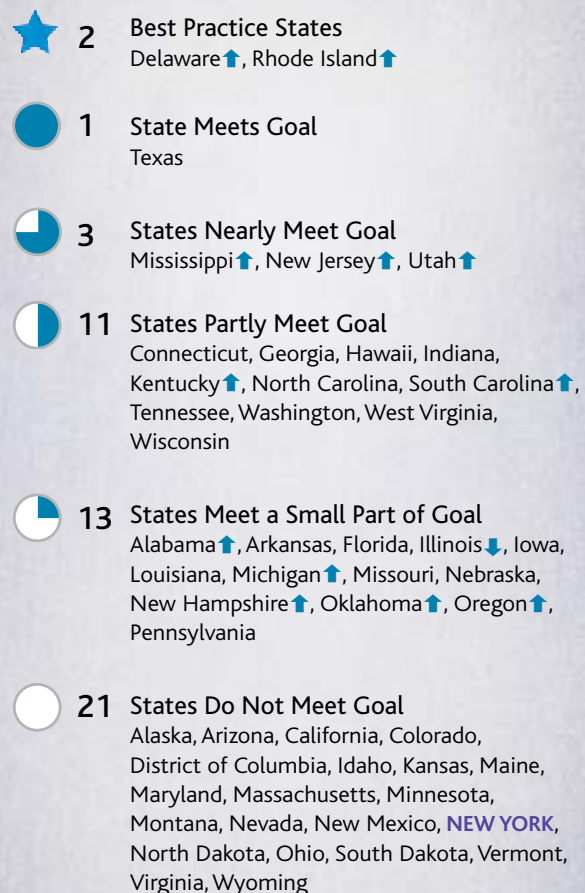 2 Best Practice States
Delaware⬆, Rhode Island⬆
1 State Meets Goal
Texas
3 States Nearly Meet Goal
Mississippi⬆, New Jersey⬆, Utah⬆
11 States Partly Meet Goal
Connecticut, Georgia, Hawaii, Indiana,
Kentucky⬆, North Carolina, South Carolina⬆,
Tennessee, Washington, West Virginia,
Wisconsin
13 States Meet a Small Part of Goal
Alabama⬆, Arkansas, Florida, Illinois⬇, Iowa,
Louisiana, Michigan⬆, Missouri, Nebraska,
New Hampshire⬆, Oklahoma⬆, Oregon⬆,
Pennsylvania
21 States Do Not Meet Goal
Alaska, Arizona, California, Colorado,
District of Columbia, Idaho, Kansas, Maine,
Maryland, Massachusetts, Minnesota,
Montana, Nevada, New Mexico, NEW YORK,
North Dakota, Ohio, South Dakota, Vermont,
Virginia, Wyoming